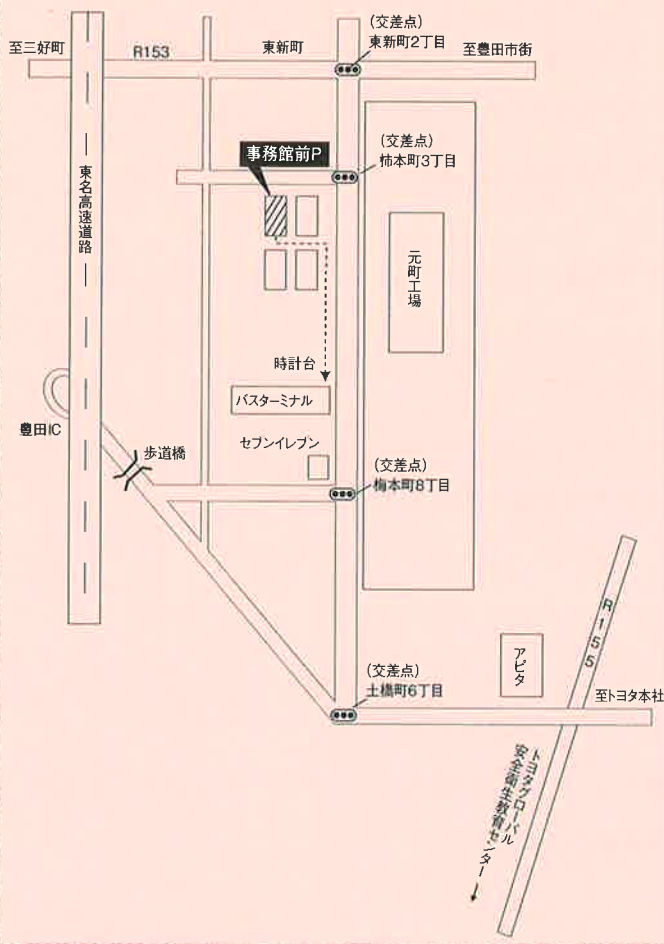 (交差点)
東新町2丁目
至三好町
R153
東新町
至豊田市街
(交差点)
柿本町3丁目
事務館前P
東名高速道路
元町工場
時計台
バスターミナル
豊田IC
歩道橋
セブンイレブン
(交差点)
梅本町8丁目
R155
アピタ
(交差点)
土橋町6丁目
至トヨタ本社
トヨタグローバル
安全衛生教育センター